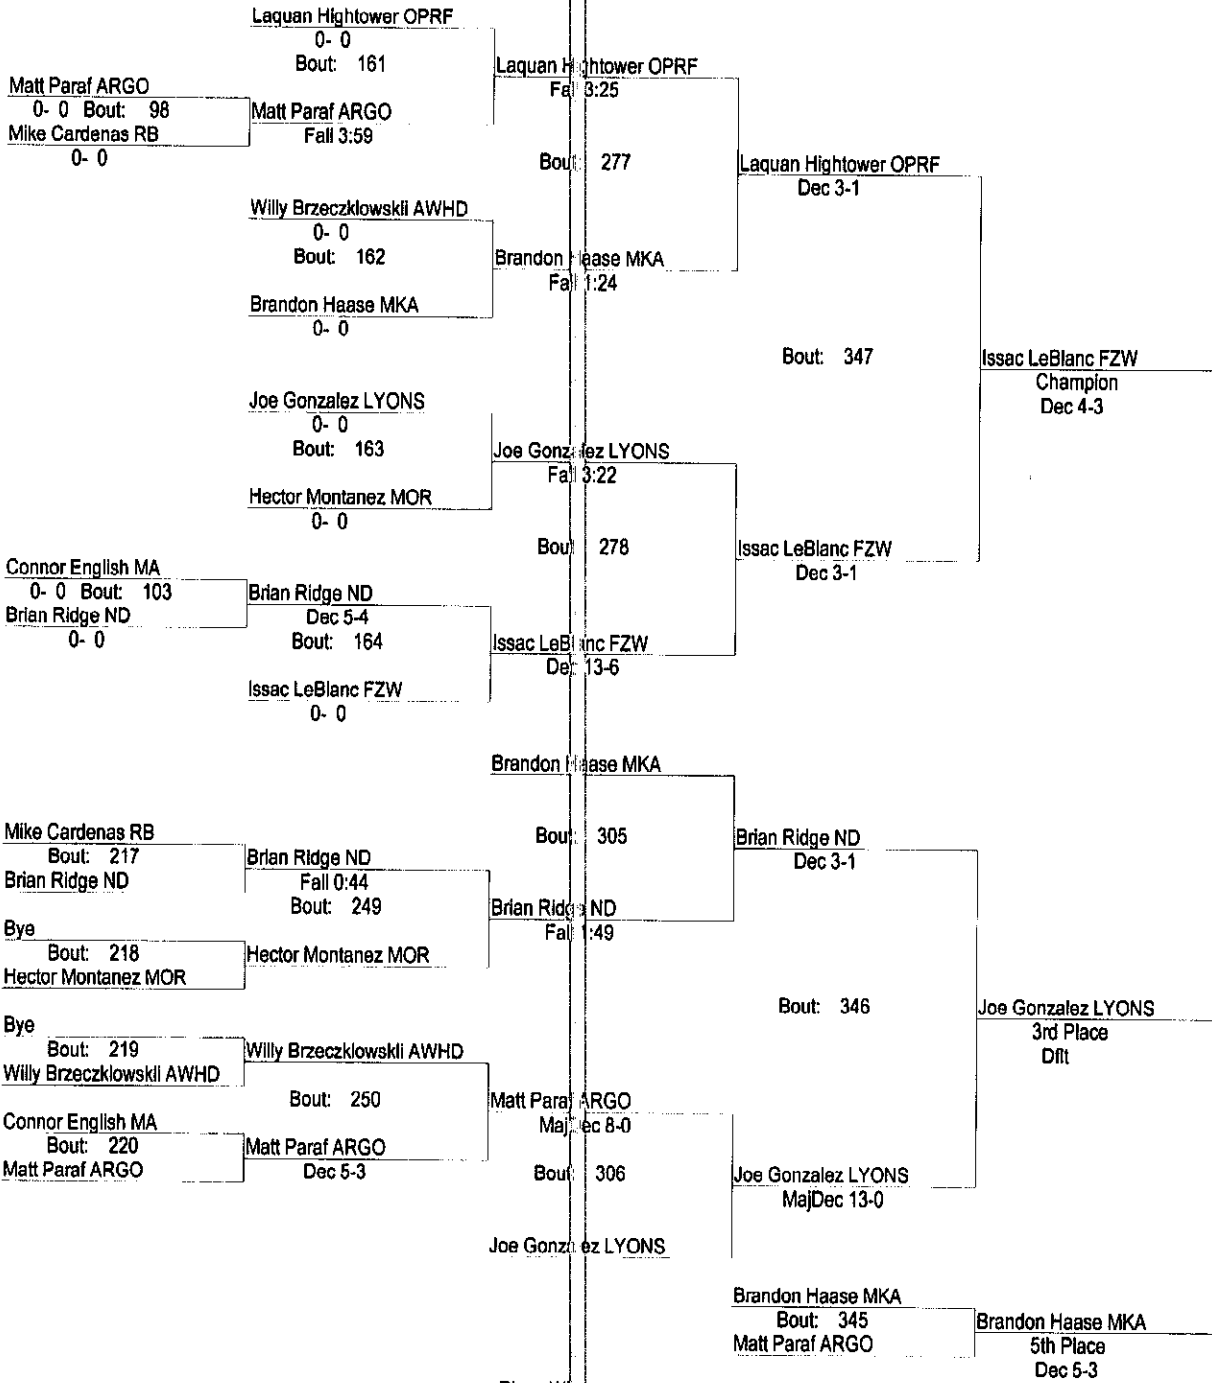 Laquan Hightower OPRF
0- 0
Bout: 161
Laquan Hightower OPRF
Fall 3:25
Matt Paraf ARGO
0- 0 Bout: 98
Matt Paraf ARGO
Mike Cardenas RB
Fall 3:59
0- 0
Bout: 277
Laquan Hightower OPRF
Dec 3-1
Willy Brzeczklowskli AWHD
0- 0
Bout: 162
Brandon Haase MKA
Fall 1:24
Brandon Haase MKA
0- 0
Bout: 347
Issac LeBlanc FZW
Champion
Dec 4-3
Joe Gonzalez LYONS
0- 0
Bout: 163
Joe Gonzalez LYONS
Fall 3:22
Hector Montanez MOR
0- 0
Bout: 278
Issac LeBlanc FZW
Dec 3-1
Connor English MA
0- 0 Bout: 103
Brian Ridge ND
Brian Ridge ND
Dec 5-4
0- 0
Bout: 164
Issac LeBlanc FZW
Dec 13-6
Issac LeBlanc FZW
0- 0
Brandon Haase MKA
Mike Cardenas RB
Bout: 305
Brian Ridge ND
Bout: 217
Brian Ridge ND
Dec 3-1
Brian Ridge ND
Fall 0:44
Bout: 249
Brian Ridge ND
Fall 1:49
Bye
Bout: 218
Hector Montanez MOR
Hector Montanez MOR
Bout: 346
Joe Gonzalez LYONS
3rd Place
Dflt
Bye
Bout: 219
Willy Brzeczklowskli AWHD
Willy Brzeczklowskli AWHD
Bout: 250
Matt Paraf ARGO
MajDec 8-0
Connor English MA
Bout: 220
Matt Paraf ARGO
Matt Paraf ARGO
Dec 5-3
Bout: 306
Joe Gonzalez LYONS
MajDec 13-0
Joe Gonzalez LYONS
Brandon Haase MKA
Bout: 345
Brandon Haase MKA
Matt Paraf ARGO
5th Place
Dec 5-3